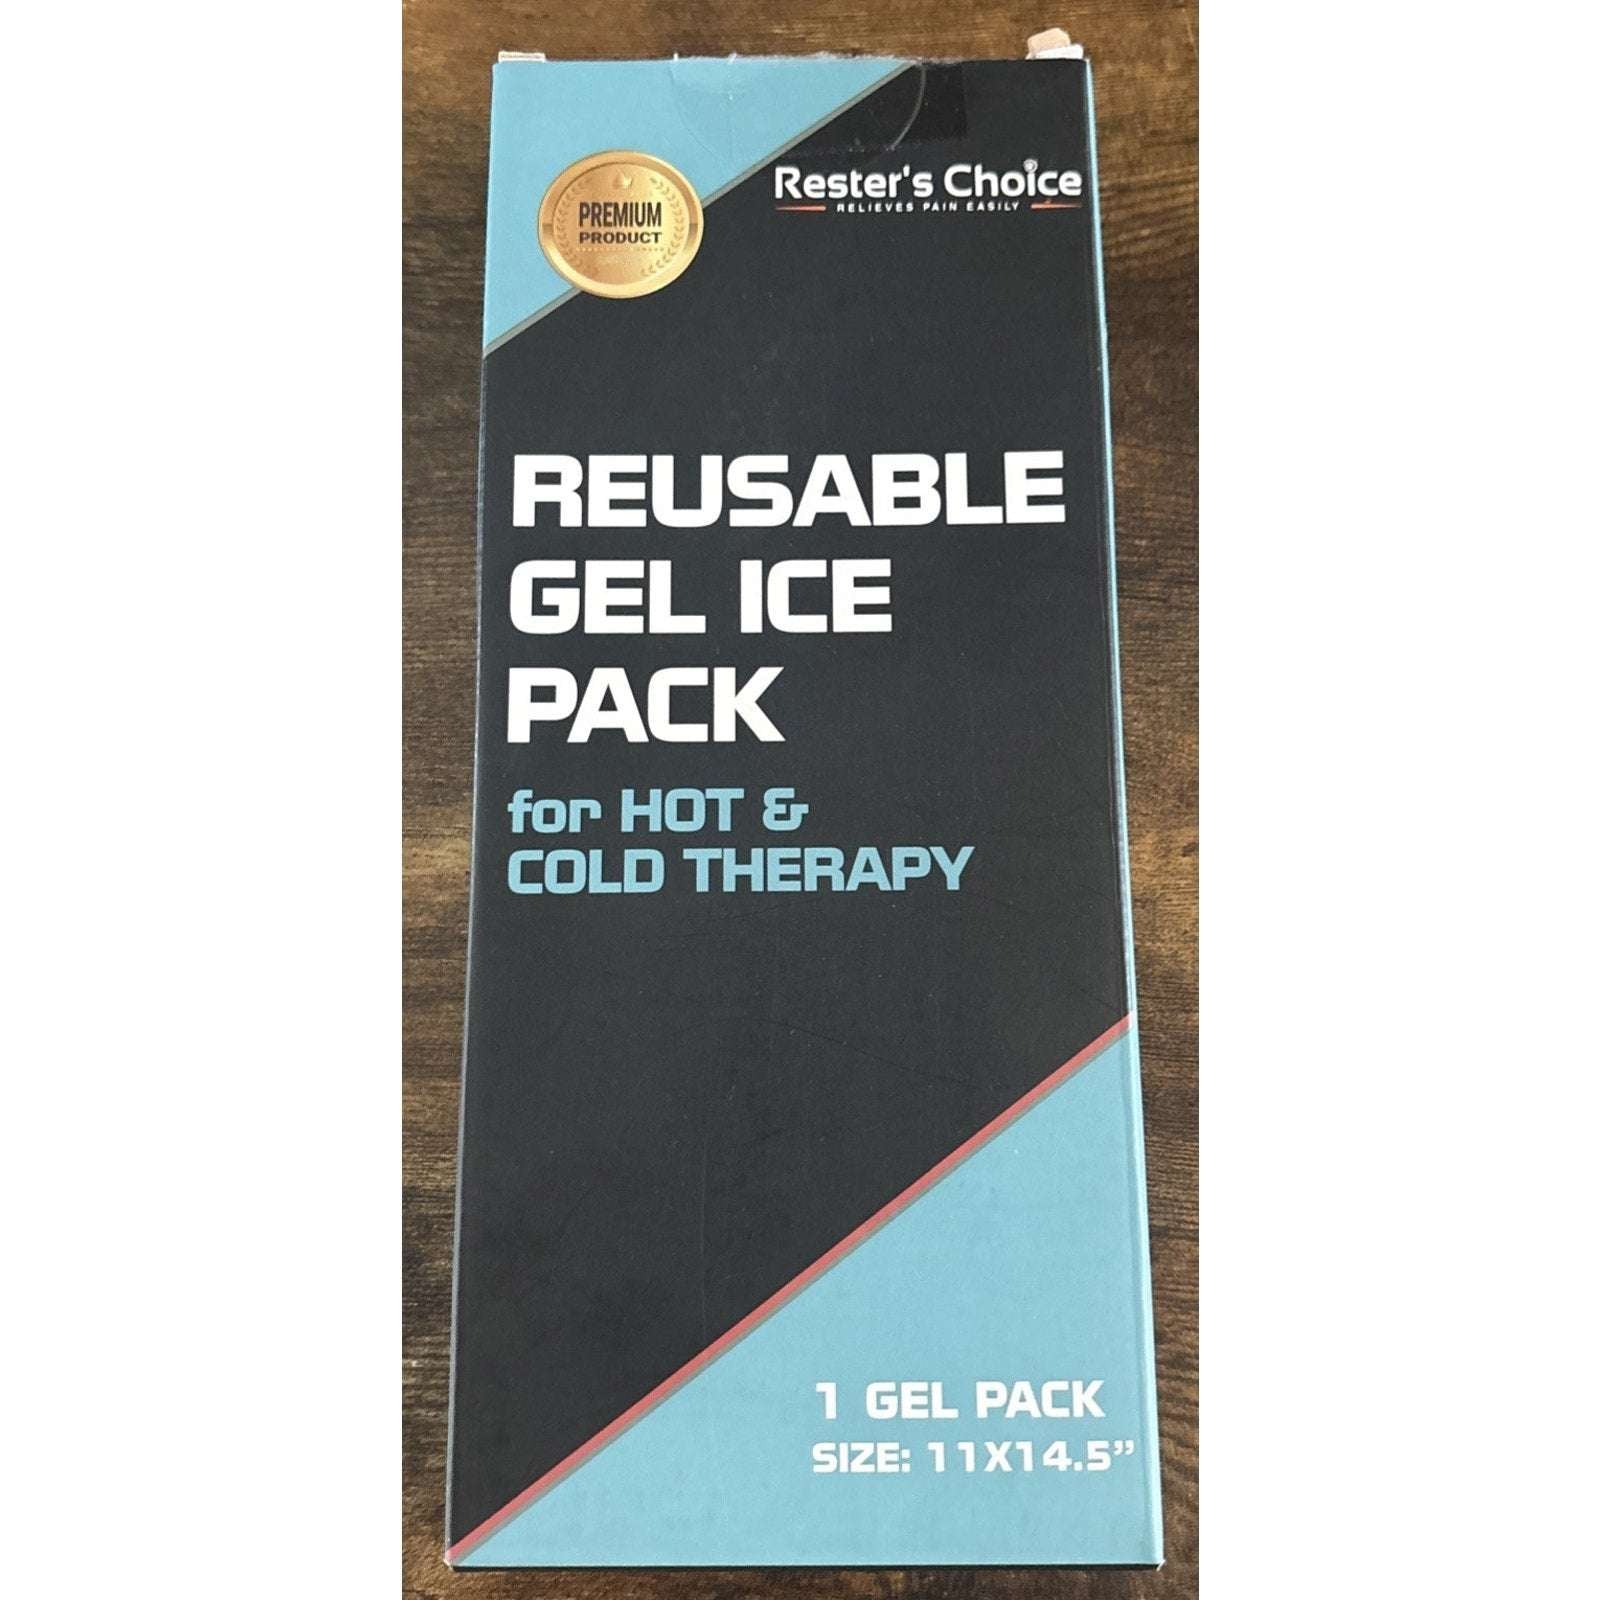 Rester's Choice
RELIEVES PAIN EASILY
PREMIUM
PRODUCT
REUSABLE
GEL ICE
PACK
for HOT &
COLD THERAPY
1 GEL PACK
SIZE: 11X14.5”